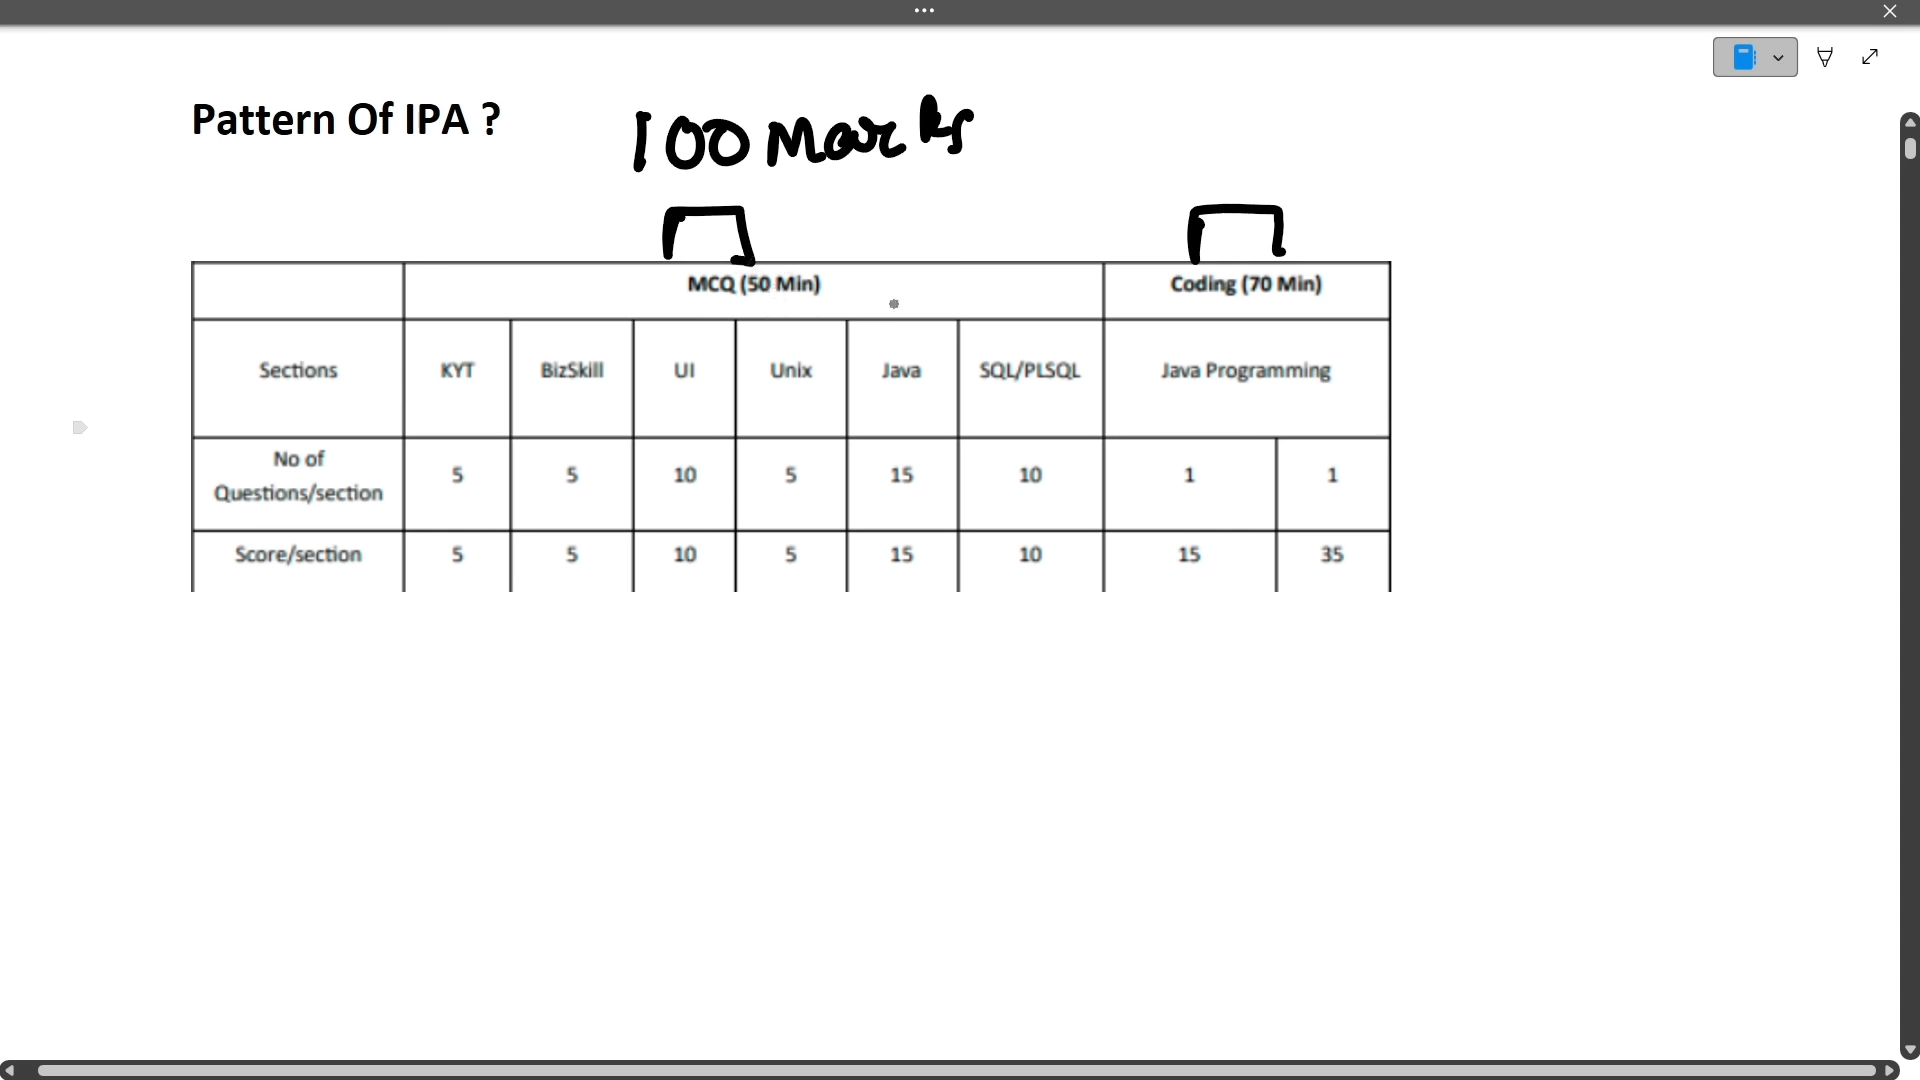 Pattern Of IPA ?
100 Marks
MCQ (50 Min) Coding (70 Min)
Sections KYT BizSkill UI Unix Java SQL/PLSQL Java Programming
No of
Questions/section 5 5 10 5 15 10 1 1
Score/section 5 5 10 5 15 10 15 35